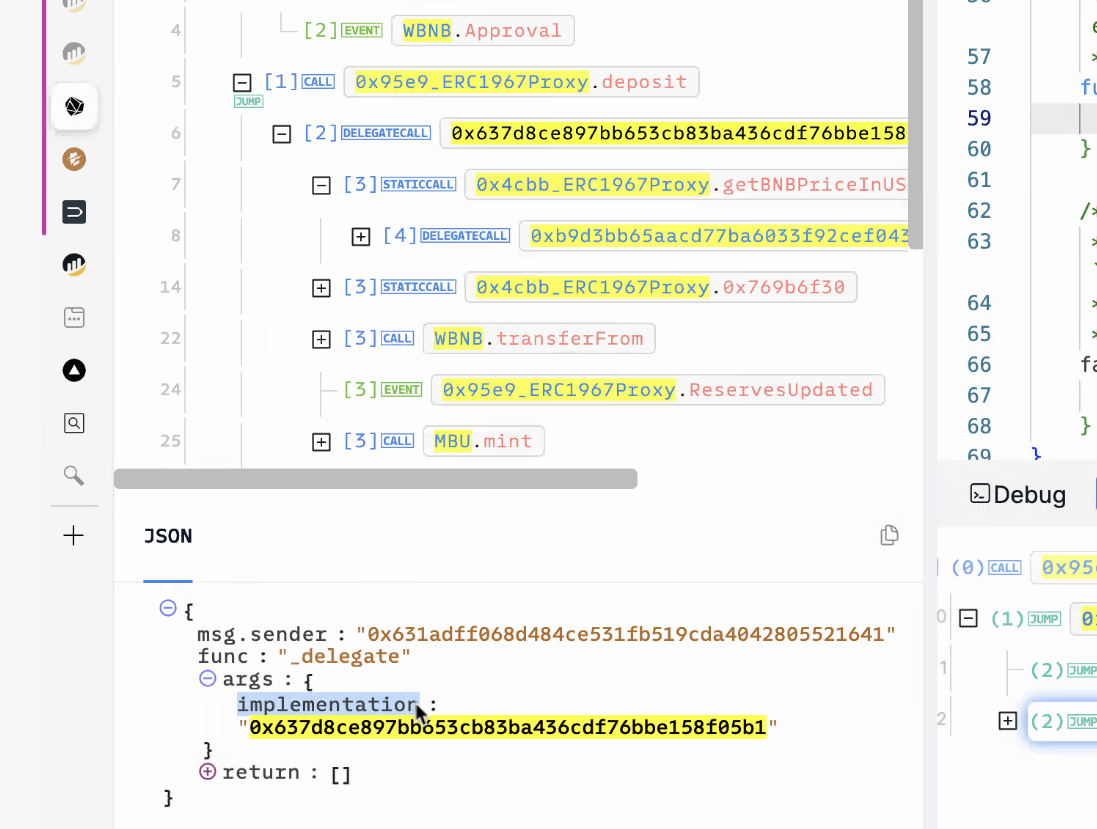 4 [2] EVENT WBNB.Approval
5 [1] CALL 0x95e9_ERC1967Proxy.deposit
JUMP
6 [2] DELEGATECALL 0x637d8ce897bb653cb83ba436cdf76bbe158
7 [3] STATICCALL 0x4cbb_ERC1967Proxy.getBNBPriceInUS
8 [4] DELEGATECALL 0xb9d3bb65aacd77ba6033f92cef043
14 [3] STATICCALL 0x4cbb_ERC1967Proxy.0x769b6f30
22 [3] CALL WBNB.transferFrom
24 [3] EVENT 0x95e9_ERC1967Proxy.ReservesUpdated
25 [3] CALL MBU.mint
JSON
{
msg.sender : "0x631adff068d484ce531fb519cda4042805521641"
func : "_delegate"
args : {
implementation :
"0x637d8ce897bb653cb83ba436cdf76bbe158f05b1"
}
return : []
}
57 *
58 fu
59
60 }
61
62 /*
63 *
64 *
65 *
66 fa
67
68 }
69 }
Debug
(0) CALL 0x95
0 (1) JUMP 0
1 (2) JUMP
2 (2) JUMP